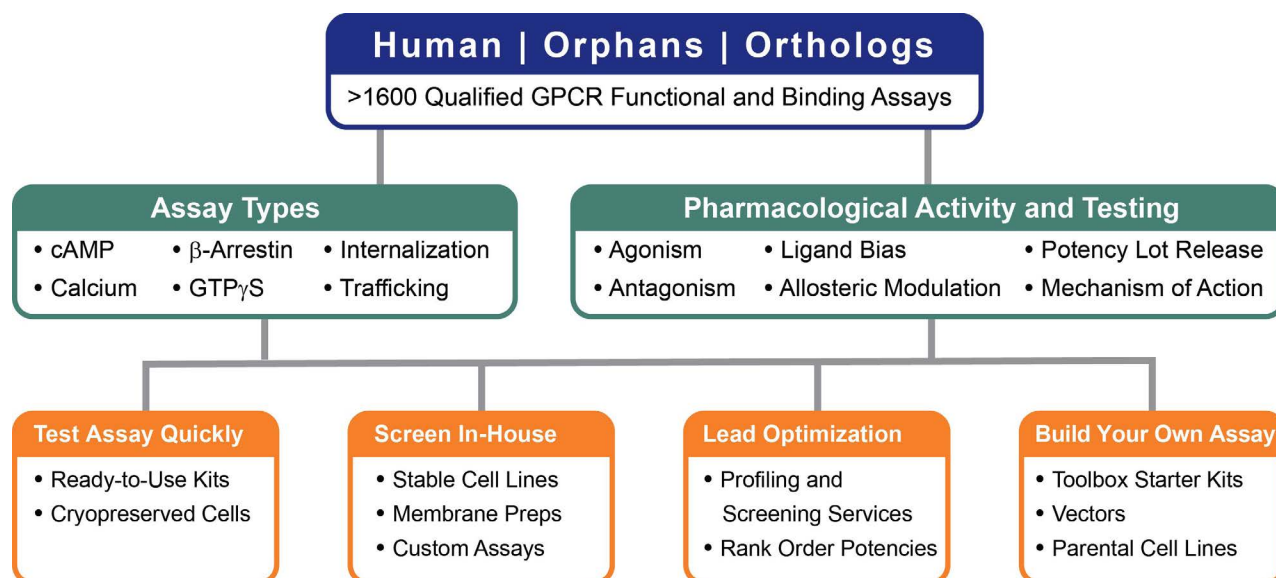 Human | Orphans | Orthologs
>1600 Qualified GPCR Functional and Binding Assays
Assay Types
• cAMP • β-Arrestin • Internalization
• Calcium • GTPγS • Trafficking
Pharmacological Activity and Testing
• Agonism • Ligand Bias • Potency Lot Release
• Antagonism • Allosteric Modulation • Mechanism of Action
Test Assay Quickly
• Ready-to-Use Kits
• Cryopreserved Cells
Screen In-House
• Stable Cell Lines
• Membrane Preps
• Custom Assays
Lead Optimization
• Profiling and
Screening Services
• Rank Order Potencies
Build Your Own Assay
• Toolbox Starter Kits
• Vectors
• Parental Cell Lines